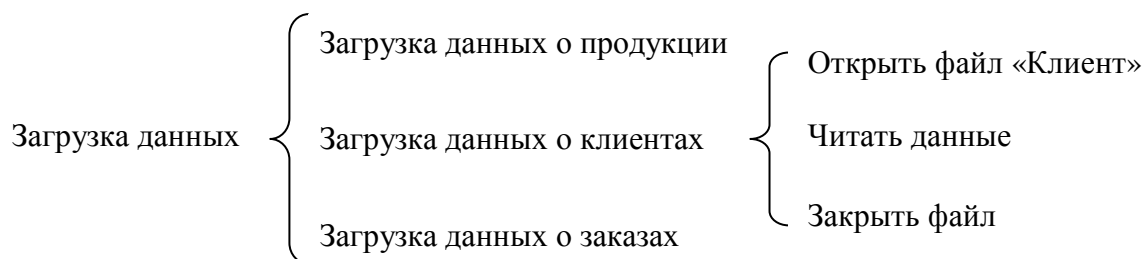 Загрузка данных
Загрузка данных о продукции
Загрузка данных о клиентах
Загрузка данных о заказах
Открыть файл «Клиент»
Читать данные
Закрыть файл